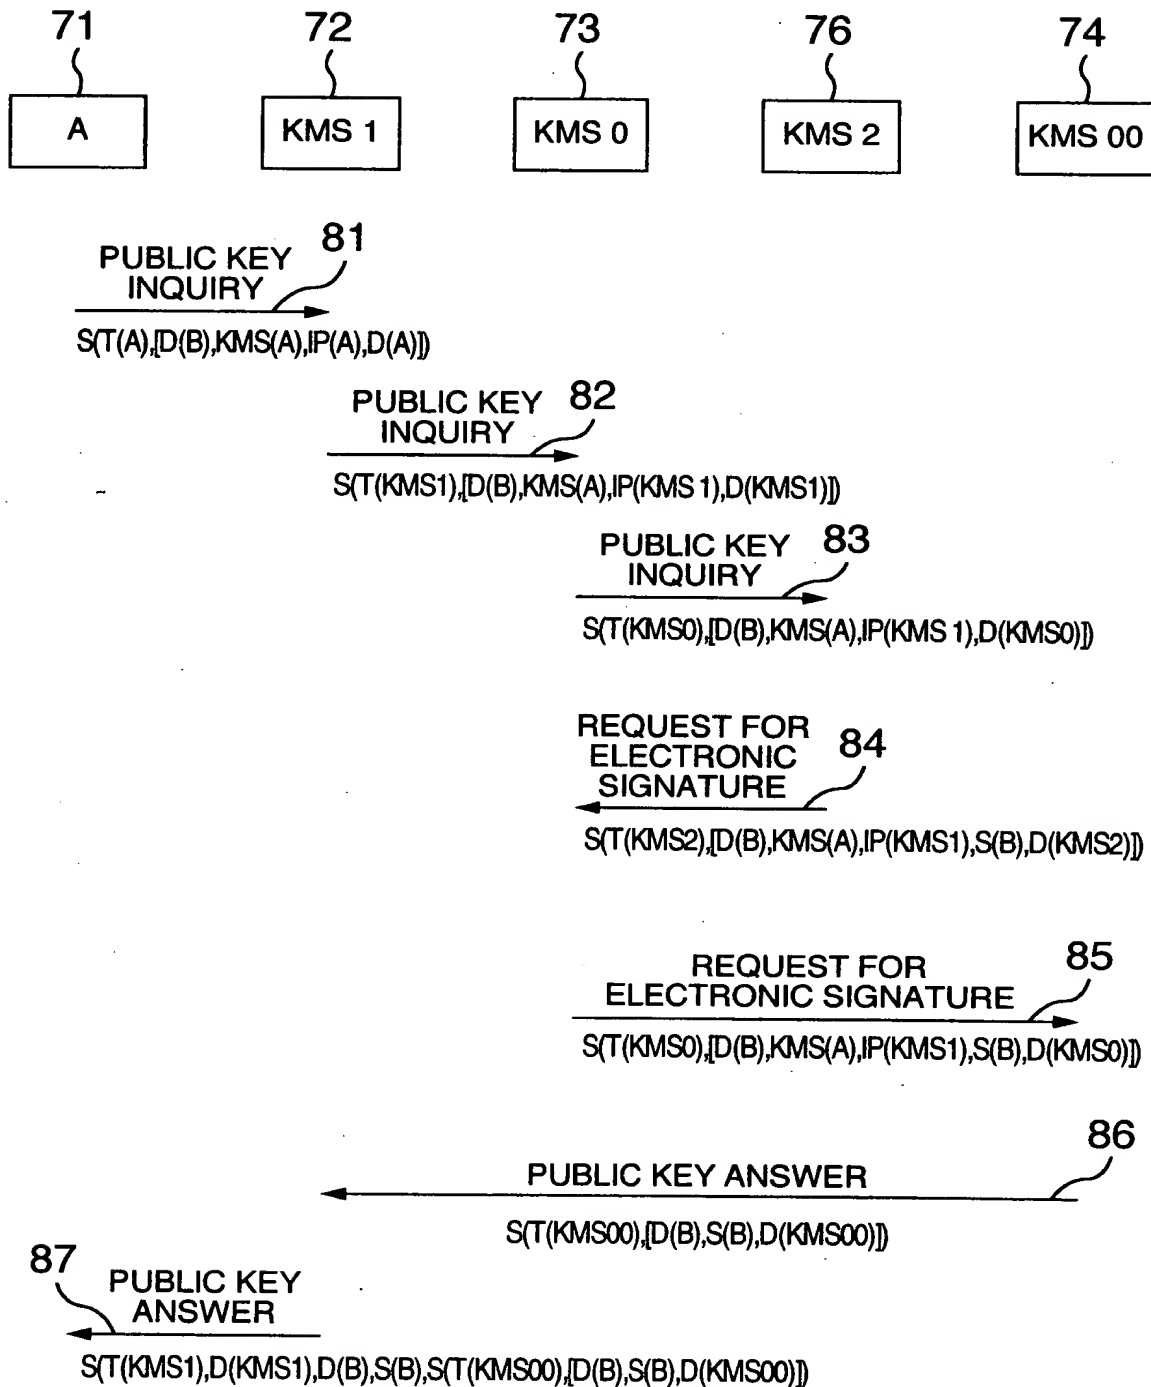 71 72 73 76 74
A KMS 1 KMS 0 KMS 2 KMS 00
PUBLIC KEY
INQUIRY
81
S(T(A),[D(B),KMS(A),IP(A),D(A)])
PUBLIC KEY
INQUIRY
82
S(T(KMS1),[D(B),KMS(A),IP(KMS 1),D(KMS1)])
PUBLIC KEY
INQUIRY
83
S(T(KMS0),[D(B),KMS(A),IP(KMS 1),D(KMS0)])
REQUEST FOR
ELECTRONIC
SIGNATURE
84
S(T(KMS2),[D(B),KMS(A),IP(KMS1),S(B),D(KMS2)])
REQUEST FOR
ELECTRONIC SIGNATURE
85
S(T(KMS0),[D(B),KMS(A),IP(KMS1),S(B),D(KMS0)])
86
PUBLIC KEY ANSWER
S(T(KMS00),[D(B),S(B),D(KMS00)])
87
PUBLIC KEY
ANSWER
S(T(KMS1),D(KMS1),D(B),S(B),S(T(KMS00),[D(B),S(B),D(KMS00)])